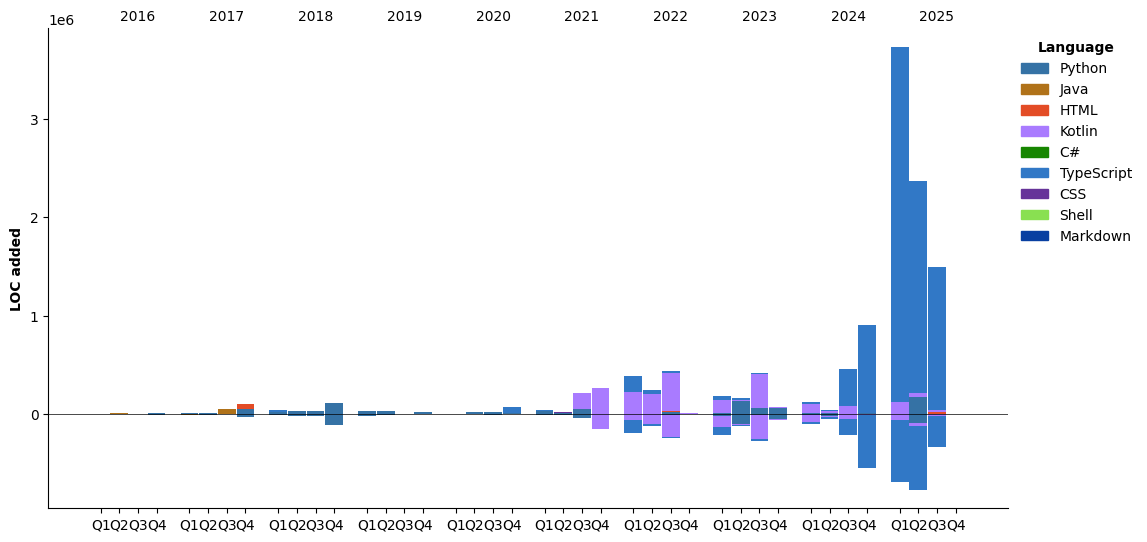 2016 2017 2018 2019 2020 2021 2022 2023 2024 2025
1e6
Language
Python
Java
HTML
Kotlin
C#
TypeScript
CSS
Shell
Markdown
LOC added
3
2
1
0
Q1Q2Q3Q4 Q1Q2Q3Q4 Q1Q2Q3Q4 Q1Q2Q3Q4 Q1Q2Q3Q4 Q1Q2Q3Q4 Q1Q2Q3Q4 Q1Q2Q3Q4 Q1Q2Q3Q4 Q1Q2Q3Q4